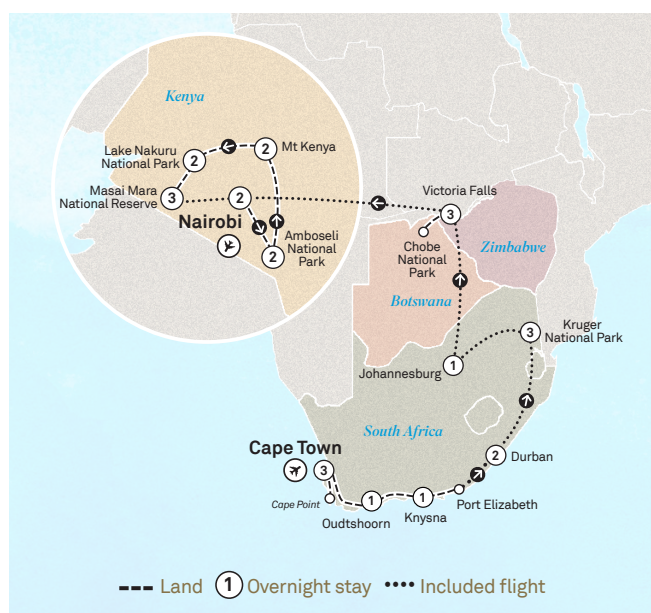 Kenya
2
Mt Kenya
Lake Nakuru
National Park
2
Masai Mara
National Reserve
3
2
Nairobi
Amboseli
National
Park
2
Victoria Falls
3
Chobe
National
Park
Zimbabwe
Botswana
Kruger
National Park
3
Johannesburg
1
South Africa
Cape Town
3
2
Durban
Cape Point
1
Oudtshoorn
1
Knysna
Port Elizabeth
Land
1
Overnight stay
Included flight